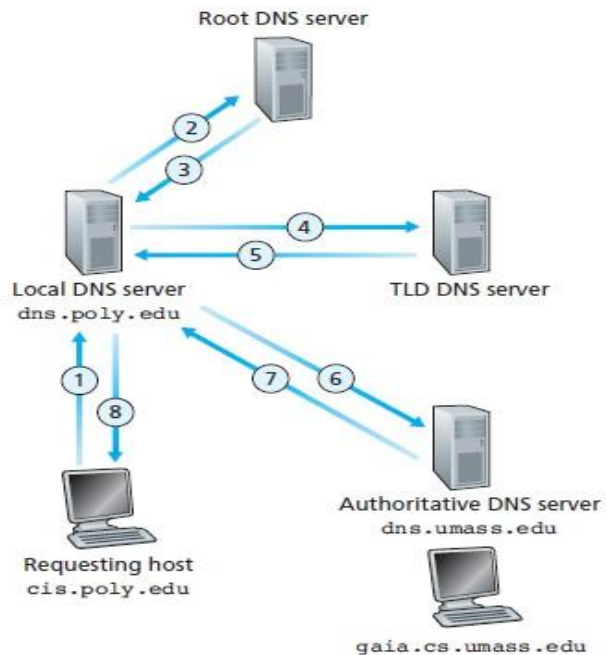 Root DNS server
2
3
4
5
Local DNS server
dns.poly.edu
TLD DNS server
1
8
7
6
Authoritative DNS server
dns.umass.edu
Requesting host
cis.poly.edu
gaia.cs.umass.edu